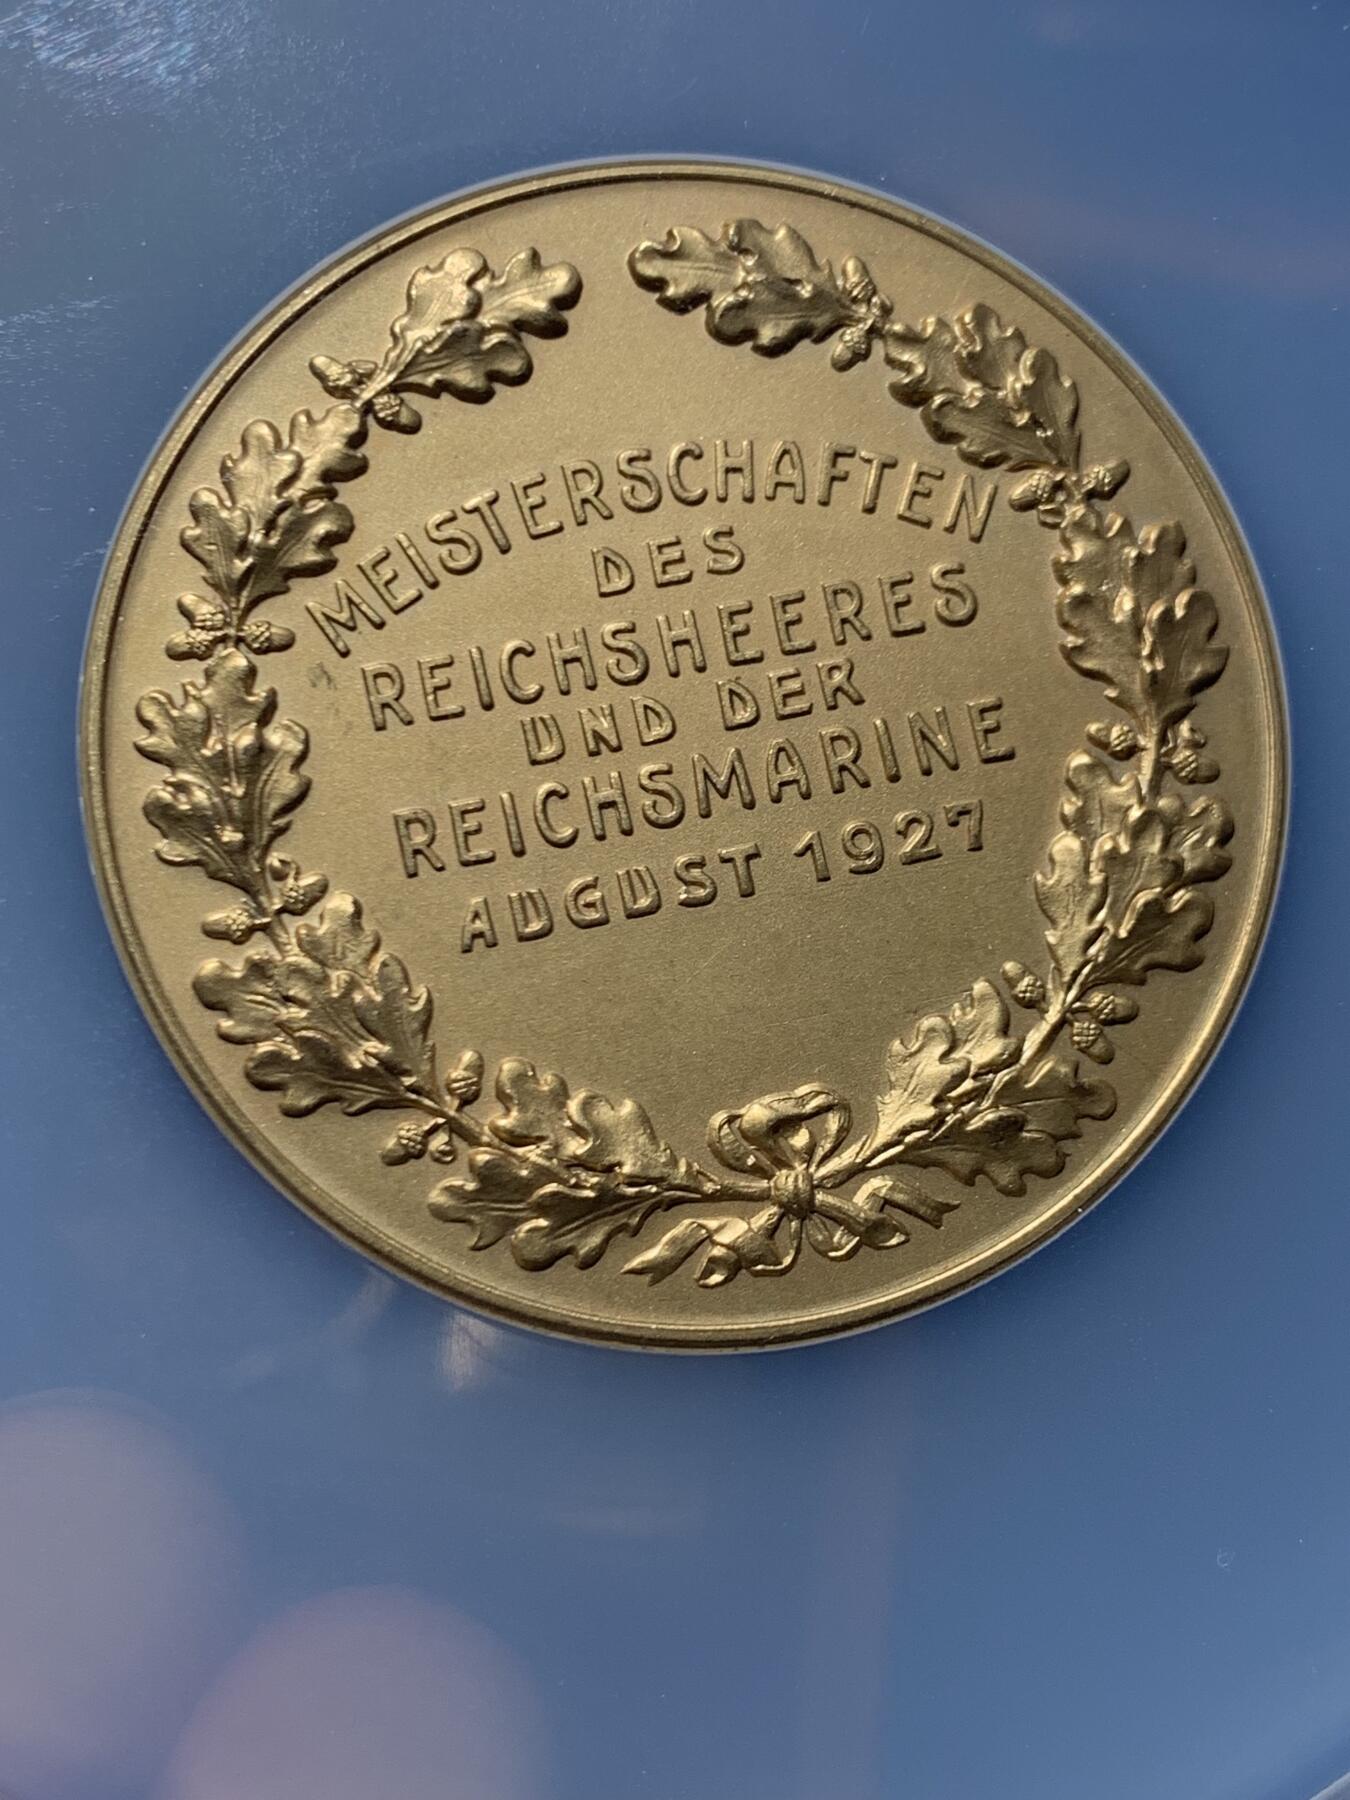 MEISTERSCHAFTEN
DES
REICHSHEERES
UND DER
REICHSMARINE
AUGUST 1927